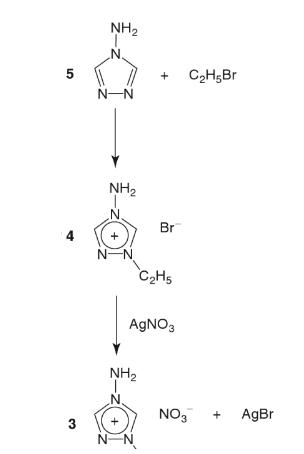 NH2
N
5 + C2H5Br
N N
NH2
N
4 + Br−
N N
C2H5
AgNO3
NH2
N
3 + NO3− + AgBr
N N